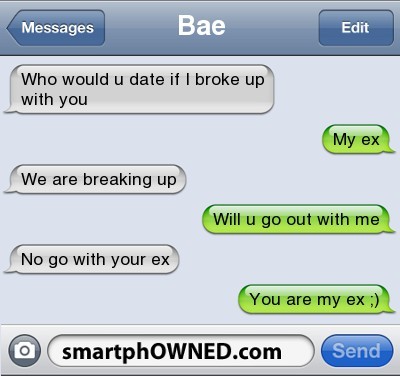 Messages
Bae
Edit
Who would u date if I broke up
with you
My ex
We are breaking up
Will u go out with me
No go with your ex
You are my ex ;)
smartphOWNED.com
Send